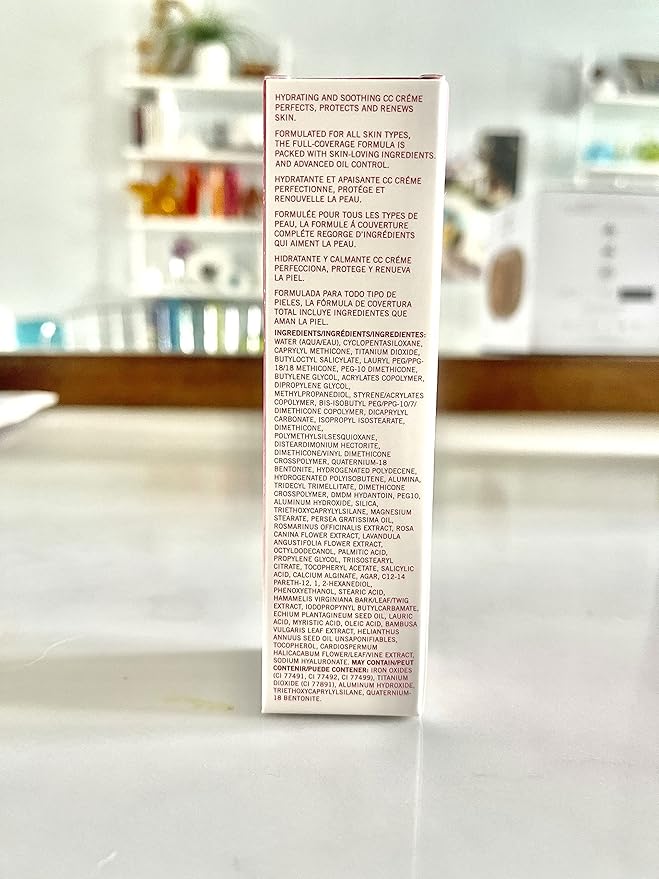 HYDRATING AND SOOTHING CC CRÉME
PERFECTS, PROTECTS AND RENEWS
SKIN.
FORMULATED FOR ALL SKIN TYPES,
THE FULL-COVERAGE FORMULA IS
PACKED WITH SKIN-LOVING INGREDIENTS.
AND ADVANCED OIL CONTROL.
HYDRATANTE ET APAISANTE CC CRÉME
PERFECTIONNE, PROTÉGE ET
RENOUVELLE LA PEAU.
FORMULÉE POUR TOUS LES TYPES DE
PEAU, LA FORMULE Á COUVERTURE
COMPLÉTE REGORGE D'INGRÉDIENTS
QUI AIMENT LA PEAU.
HIDRATANTE Y CALMANTE CC CRÉME
PERFECCIONA, PROTEGE Y RENUEVA
LA PIEL.
FORMULADA PARA TODO TIPO DE
PIELES, LA FÓRMULA DE COVERTURA
TOTAL INCLUYE INGREDIENTES QUE
AMAN LA PIEL.
INGREDIENTS/INGRÉDIENTS/INGREDIENTES:
WATER (AQUA/EAU), CYCLOPENTASILOXANE,
CAPRYLYL METHICONE, TITANIUM DIOXIDE,
BUTYLOCTYL SALICYLATE, LAURYL PEG/PPG-
18/18 METHICONE, PEG-10 DIMETHICONE,
BUTYLENE GLYCOL, ACRYLATES COPOLYMER,
DIPROPYLENE GLYCOL,
METHYLPROPANEDIOL, STYRENE/ACRYLATES
COPOLYMER, BIS-ISOBUTYL PEG/PPG-10/7/
DIMETHICONE COPOLYMER, DICAPRYLYL
CARBONATE, ISOPROPYL ISOSTEARATE,
DIMETHICONE,
POLYMETHYLSILSESQUIOXANE,
DISTEARDIMONIUM HECTORITE,
DIMETHICONE/VINYL DIMETHICONE
CROSSPOLYMER, QUATERNIUM-18
BENTONITE, HYDROGENATED POLYDECENE,
HYDROGENATED POLYISOBUTENE, ALUMINA,
TRIDECYL TRIMELLITATE, DIMETHICONE
CROSSPOLYMER, DMDM HYDANTOIN, PEG10,
ALUMINUM HYDROXIDE, SILICA,
TRIETHOXYCAPRYLYLSILANE, MAGNESIUM
STEARATE, PERSEA GRATISSIMA OIL,
ROSMARINUS OFFICINALIS EXTRACT, ROSA
CANINA FLOWER EXTRACT, LAVANDULA
ANGUSTIFOLIA FLOWER EXTRACT,
OCTYLDODECANOL, PALMITIC ACID,
PROPYLENE GLYCOL, TRIISOSTEARYL
CITRATE, TOCOPHERYL ACETATE, SALICYLIC
ACID, CALCIUM ALGINATE, AGAR, C12-14
PARETH-12, 1, 2-HEXANEDIOL,
PHENOXYETHANOL, STEARIC ACID,
HAMAMELIS VIRGINIANA BARK/LEAF/TWIG
EXTRACT, IODOPROPYNYL BUTYLCARBAMATE,
ECHIUM PLANTAGINEUM SEED OIL, LAURIC
ACID, MYRISTIC ACID, OLEIC ACID, BAMBUSA
VULGARIS LEAF EXTRACT, HELIANTHUS
ANNUUS SEED OIL UNSAPONIFIABLES,
TOCOPHEROL, CARDIOSPERMUM
HALICACABUM FLOWER/LEAF/VINE EXTRACT,
SODIUM HYALURONATE. MAY CONTAIN/PEUT
CONTENIR/PUEDE CONTENER: IRON OXIDES
(CI 77491, CI 77492, CI 77499), TITANIUM
DIOXIDE (CI 77891), ALUMINUM HYDROXIDE,
TRIETHOXYCAPRYLYLSILANE, QUATERNIUM-
18 BENTONITE.